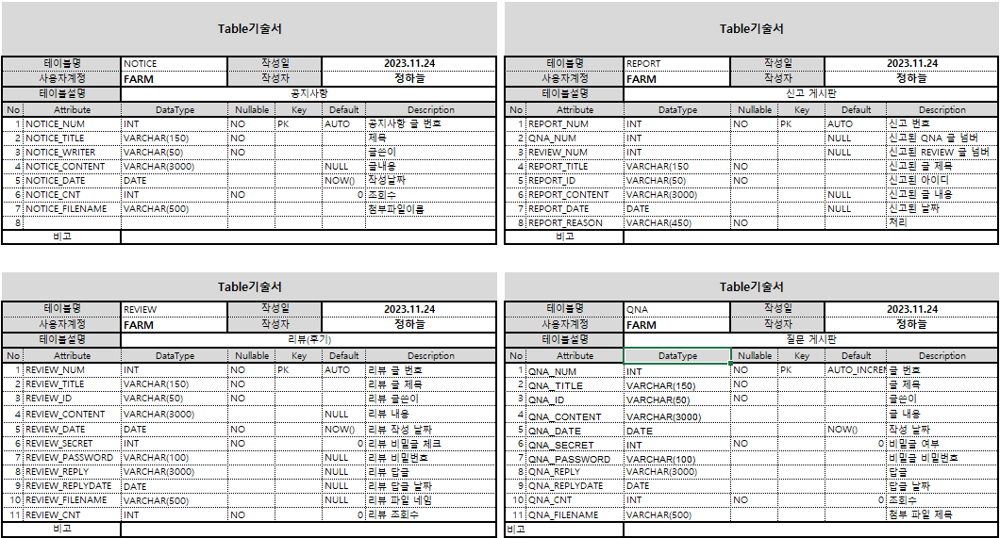 Table기술서
테이블명 NOTICE 작성일 2023.11.24
사용자계정 FARM 작성자 정하늘
테이블설명 공지사항
No Attribute DataType Nullable Key Default Description
1 NOTICE_NUM INT NO PK AUTO 공지사항 글 번호
2 NOTICE_TITLE VARCHAR(150) NO 제목
3 NOTICE_WRITER VARCHAR(50) NO 글쓴이
4 NOTICE_CONTENT VARCHAR(3000) NULL 글내용
5 NOTICE_DATE DATE NOW() 작성날짜
6 NOTICE_CNT INT NO 0 조회수
7 NOTICE_FILENAME VARCHAR(500) 첨부파일이름
8
비고
Table기술서
테이블명 REPORT 작성일 2023.11.24
사용자계정 FARM 작성자 정하늘
테이블설명 신고 게시판
No Attribute DataType Nullable Key Default Description
1 REPORT_NUM INT NO PK AUTO 신고 번호
2 QNA_NUM INT NULL 신고된 QNA 글 넘버
3 REVIEW_NUM INT NULL 신고된 REVIEW 글 넘버
4 REPORT_TITLE VARCHAR(150 NO 신고된 글 제목
5 REPORT_ID VARCHAR(50) NO 신고된 아이디
6 REPORT_CONTENT VARCHAR(3000) NULL 신고된 글 내용
7 REPORT_DATE DATE NULL 신고된 날짜
8 REPORT_REASON VARCHAR(450) NO 처리
비고
Table기술서
테이블명 REVIEW 작성일 2023.11.24
사용자계정 FARM 작성자 정하늘
테이블설명 리뷰(후기)
No Attribute DataType Nullable Key Default Description
1 REVIEW_NUM INT NO PK AUTO 리뷰 글 번호
2 REVIEW_TITLE VARCHAR(150) NO 리뷰 글 제목
3 REVIEW_ID VARCHAR(50) NO 리뷰 글쓴이
4 REVIEW_CONTENT VARCHAR(3000) NULL 리뷰 내용
5 REVIEW_DATE DATE NO NOW() 리뷰 작성 날짜
6 REVIEW_SECRET INT NO 0 리뷰 비밀글 체크
7 REVIEW_PASSWORD VARCHAR(100) NULL 리뷰 비밀번호
8 REVIEW_REPLY VARCHAR(3000) NULL 리뷰 답글
9 REVIEW_REPLYDATE DATE NULL 리뷰 답글 날짜
10 REVIEW_FILENAME VARCHAR(500) NULL 리뷰 파일 네임
11 REVIEW_CNT INT NO 0 리뷰 조회수
비고
Table기술서
테이블명 QNA 작성일 2023.11.24
사용자계정 FARM 작성자 정하늘
테이블설명 질문 게시판
No Attribute DataType Nullable Key Default Description
1 QNA_NUM INT NO PK AUTO_INCREI 글 번호
2 QNA_TITLE VARCHAR(150) NO 글 제목
3 QNA_ID VARCHAR(50) NO 글쓴이
4 QNA_CONTENT VARCHAR(3000) 글 내용
5 QNA_DATE DATE NOW() 작성 날짜
6 QNA_SECRET INT NO 0 비밀글 여부
7 QNA_PASSWORD VARCHAR(100) 비밀글 비밀번호
8 QNA_REPLY VARCHAR(3000) 답글
9 QNA_REPLYDATE DATE 답글 날짜
10 QNA_CNT INT NO 0 조회수
11 QNA_FILENAME VARCHAR(500) 첨부 파일 제목
비고